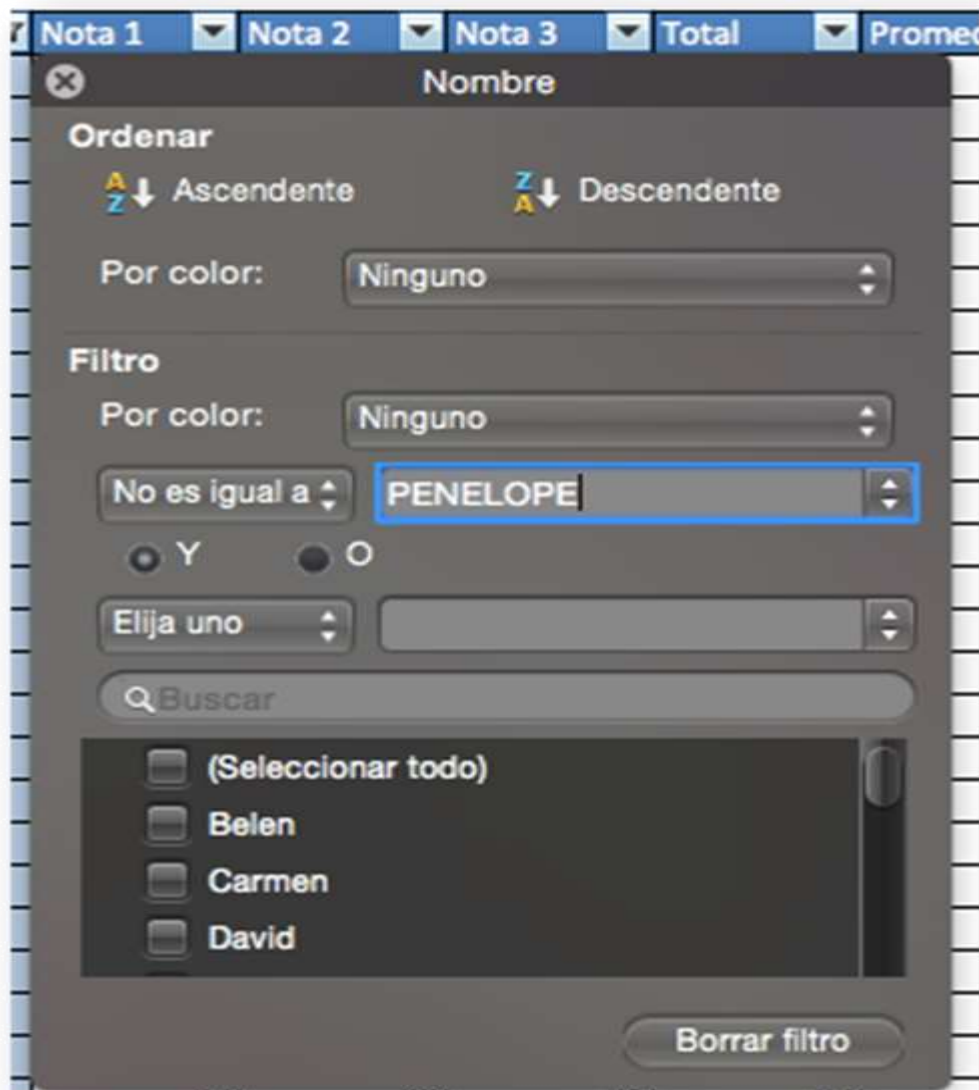 Nota 1 Nota 2 Nota 3 Total Promed
Nombre
Ordenar
Ascendente Descendente
Por color: Ninguno
Filtro
Por color: Ninguno
No es igual a PENELOPE
Y O
Elija uno
Buscar
(Seleccionar todo)
Belen
Carmen
David
Borrar filtro